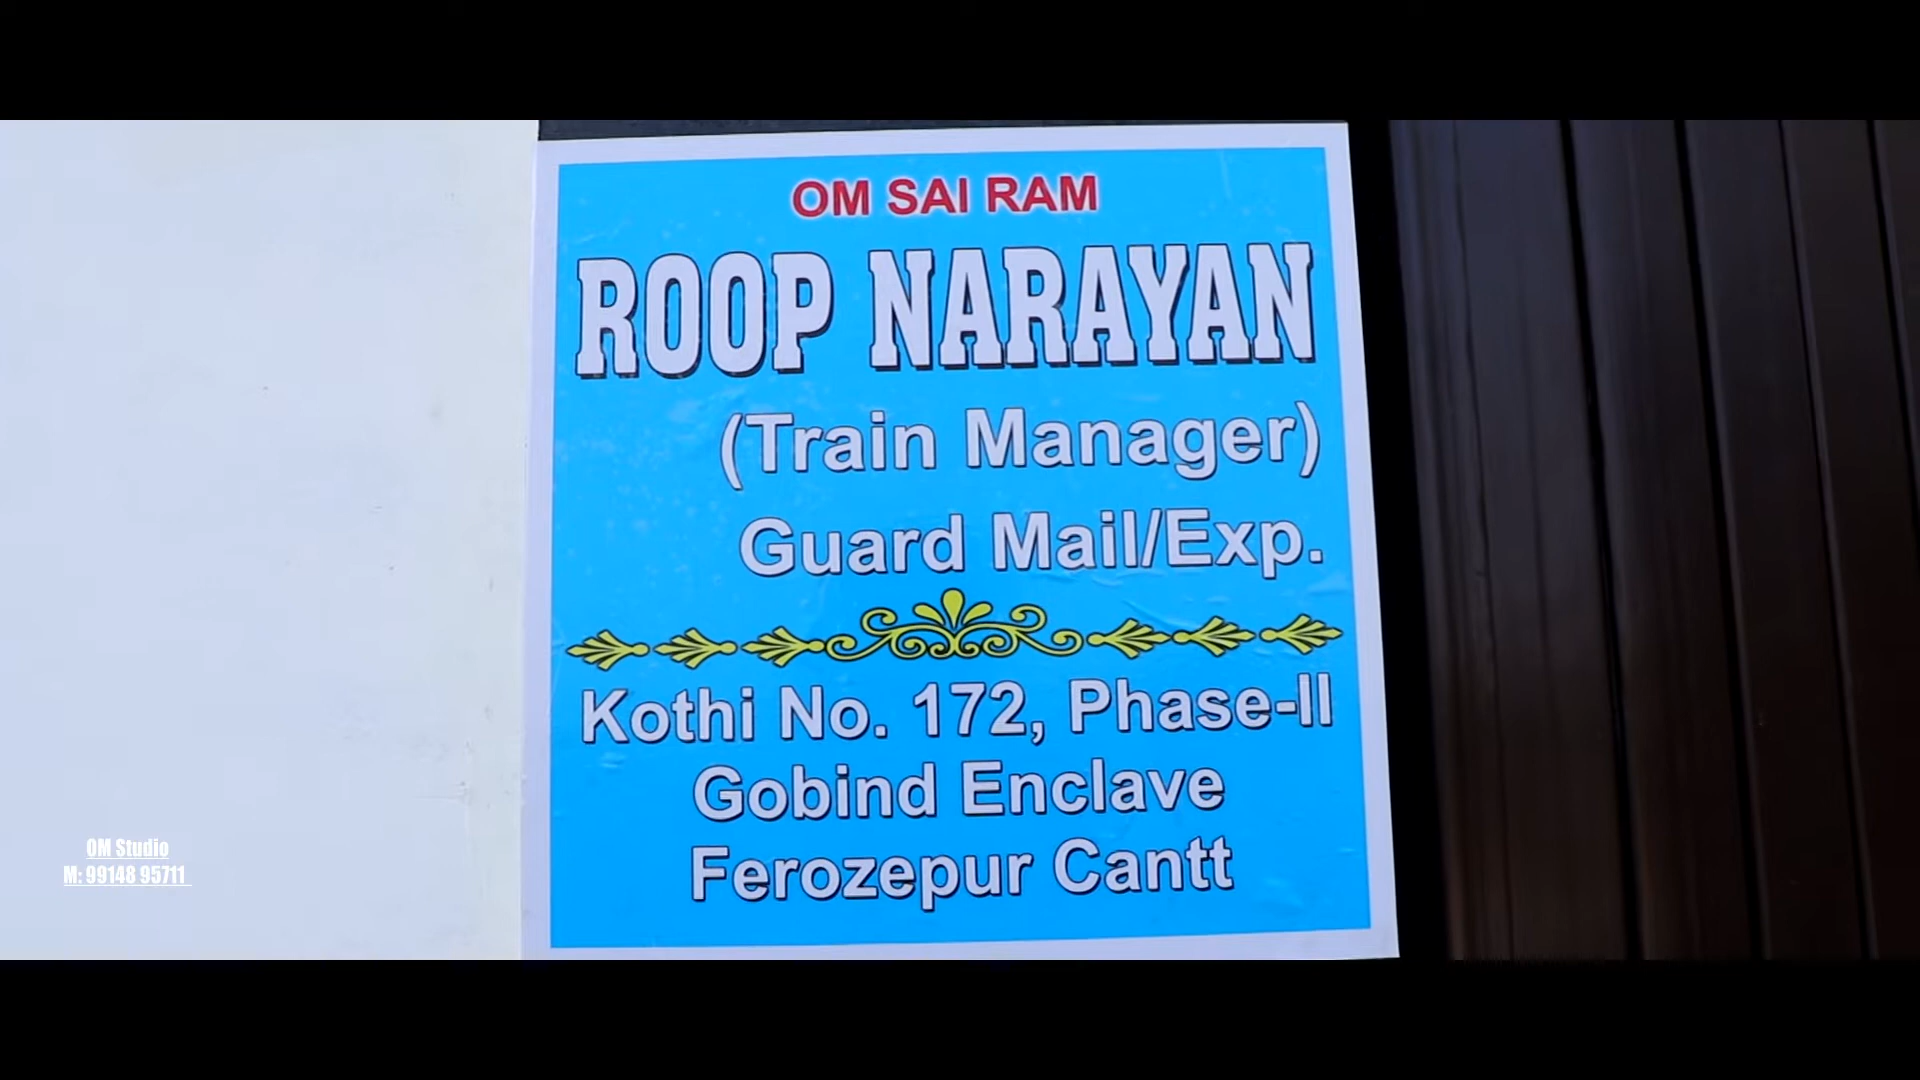 OM SAI RAM
ROOP NARAYAN
(Train Manager)
Guard Mail/Exp.
Kothi No. 172, Phase-II
Gobind Enclave
Ferozepur Cantt
OM Studio
M: 99148 95711